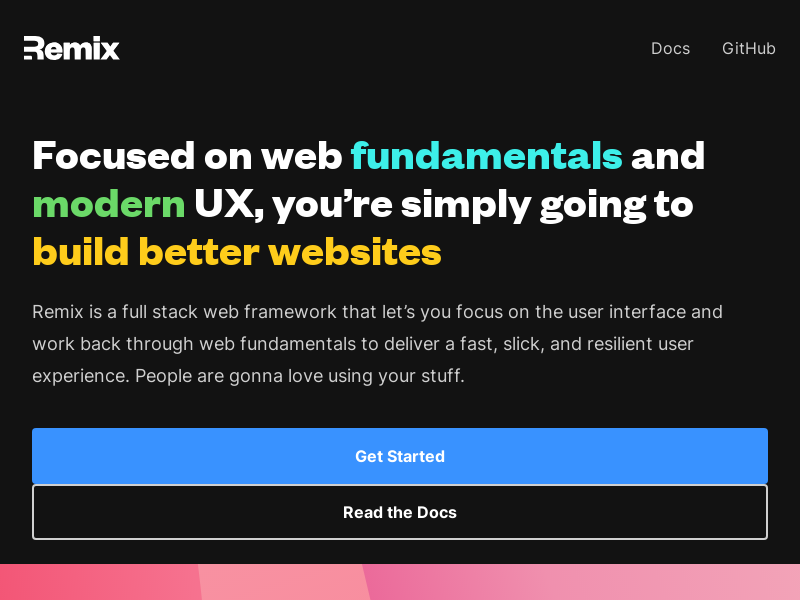 Remix
Docs
GitHub
Focused on web fundamentals and
modern UX, you’re simply going to
build better websites
Remix is a full stack web framework that let’s you focus on the user interface and
work back through web fundamentals to deliver a fast, slick, and resilient user
experience. People are gonna love using your stuff.
Get Started
Read the Docs